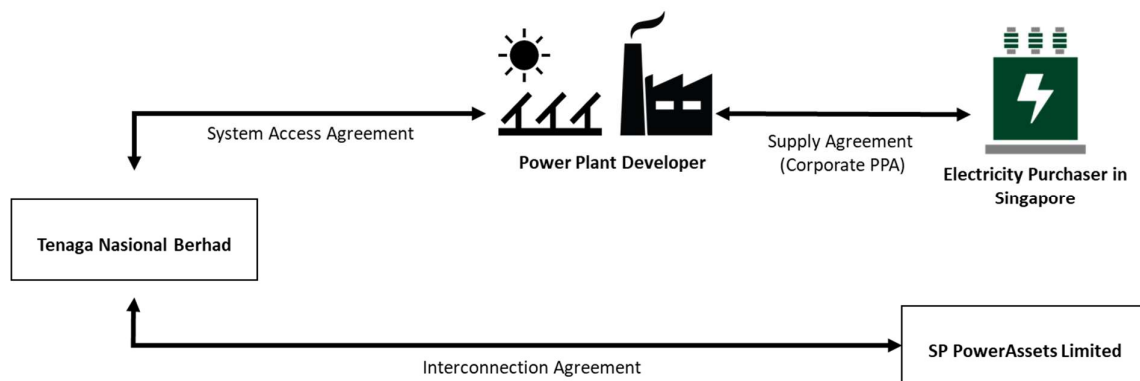 System Access Agreement
Power Plant Developer
Supply Agreement
(Corporate PPA)
Electricity Purchaser in
Singapore
Tenaga Nasional Berhad
Interconnection Agreement
SP PowerAssets Limited